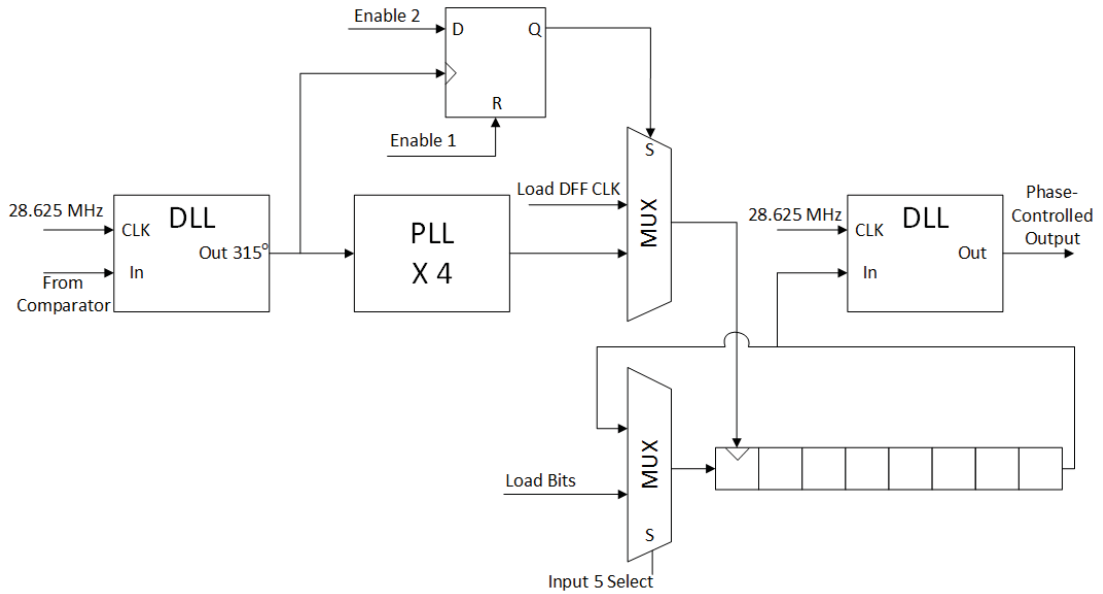 Enable 2
D
Q
R
Enable 1
S
Load DFF CLK
MUX
28.625 MHz
DLL
CLK
Out 315°
In
From
Comparator
PLL
X 4
28.625 MHz
DLL
CLK
Out
In
Phase-
Controlled
Output
MUX
Load Bits
S
Input 5 Select